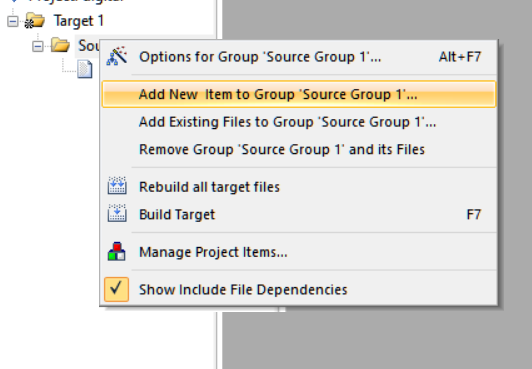 Target 1
Options for Group 'Source Group 1'... Alt+F7
Add New Item to Group 'Source Group 1'...
Add Existing Files to Group 'Source Group 1'...
Remove Group 'Source Group 1' and its Files
Rebuild all target files
Build Target F7
Manage Project Items...
Show Include File Dependencies